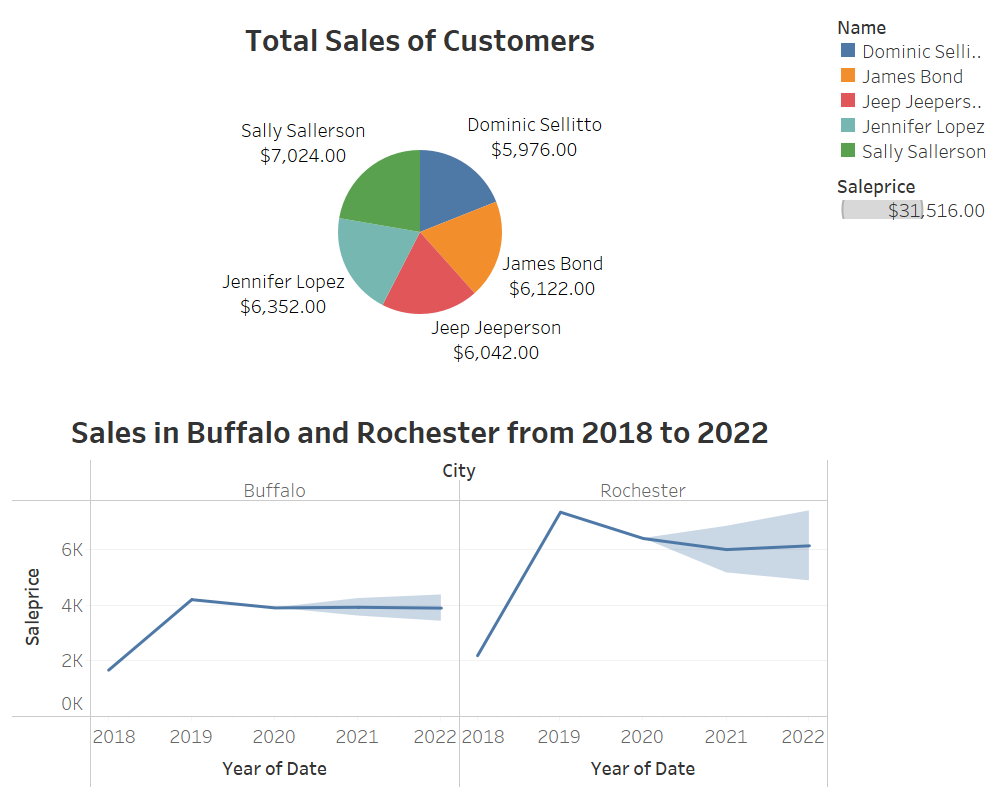 Total Sales of Customers
Name
Dominic Selli..
James Bond
Jeep Jeepers..
Jennifer Lopez
Sally Sallerson
Saleprice
$31,516.00
Sally Sallerson
$7,024.00
Dominic Sellitto
$5,976.00
James Bond
$6,122.00
Jennifer Lopez
$6,352.00
Jeep Jeeperson
$6,042.00
Sales in Buffalo and Rochester from 2018 to 2022
City
Buffalo Rochester
Saleprice
6K
4K
2K
0K
2018 2019 2020 2021 2022 2018 2019 2020 2021 2022
Year of Date Year of Date